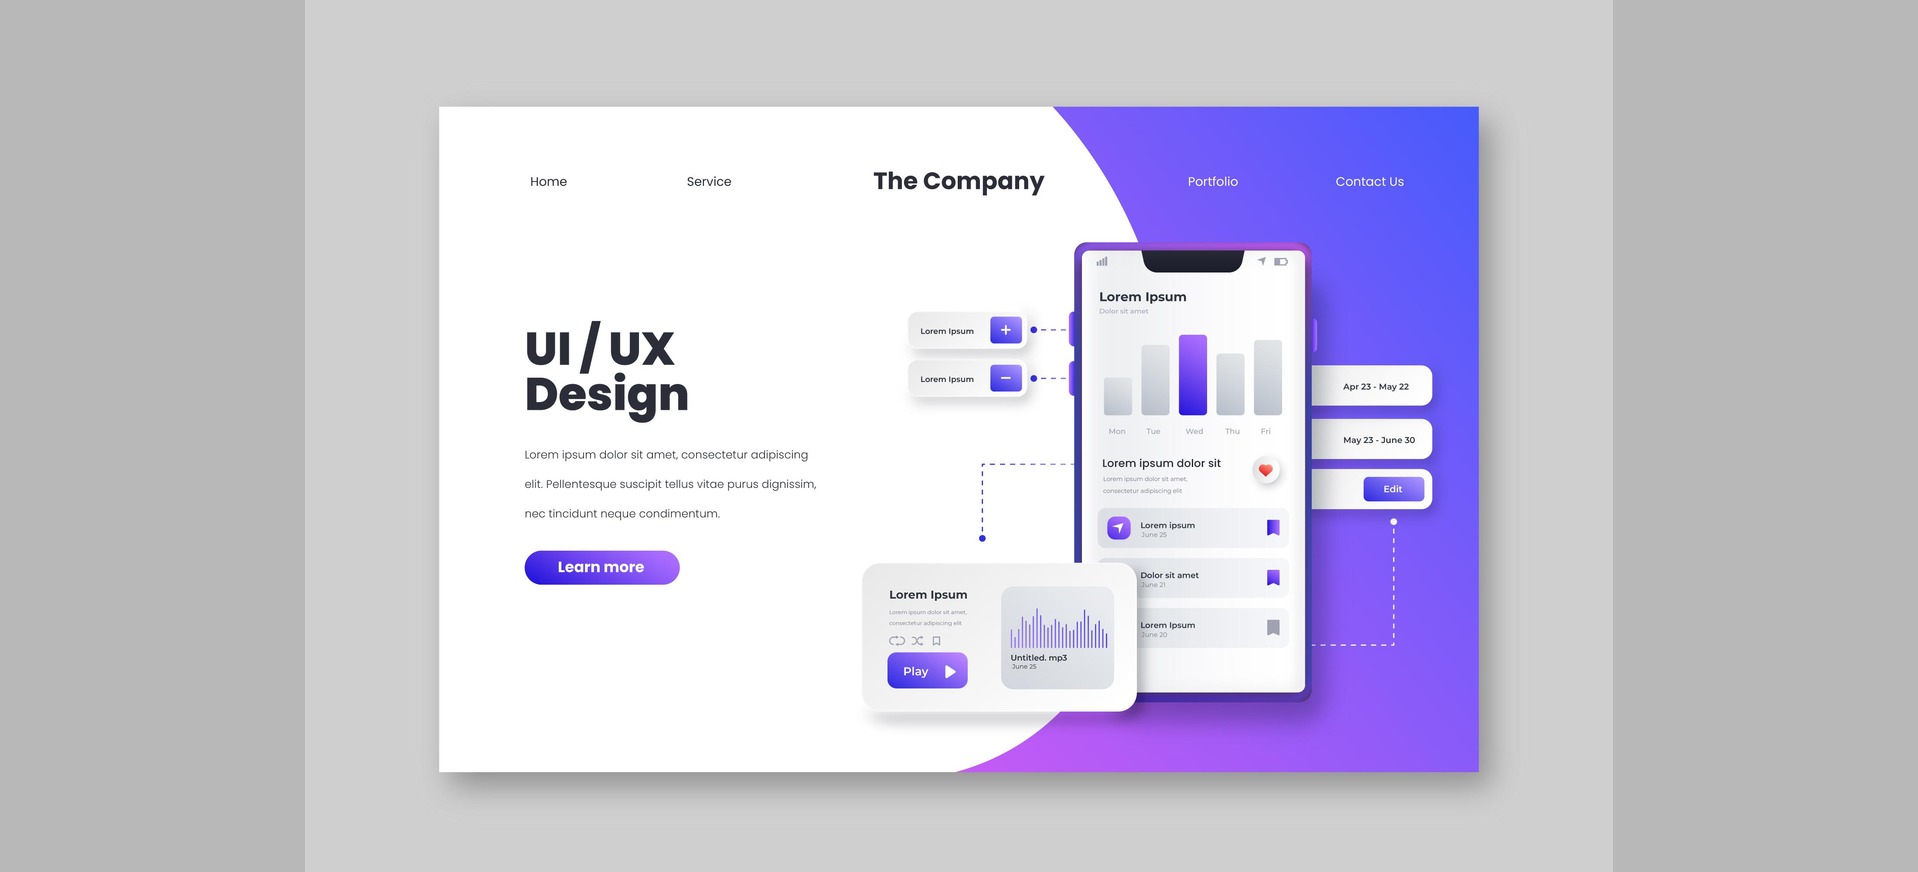 Home
Service
The Company
Portfolio
Contact Us
UI / UX
Design
Lorem ipsum dolor sit amet, consectetur adipiscing
elit. Pellentesque suscipit tellus vitae purus dignissim,
nec tincidunt neque condimentum.
Learn more
Lorem Ipsum
Lorem Ipsum
Lorem Ipsum
Dolor sit amet
Mon
Tue
Wed
Thu
Fri
Lorem ipsum dolor sit
Lorem ipsum dolor sit amet,
consectetur adipiscing elit
Lorem ipsum
June 25
Dolor sit amet
June 21
Lorem Ipsum
June 20
Apr 23 - May 22
May 23 - June 30
Edit
Lorem Ipsum
Lorem ipsum dolor sit amet,
consectetur adipiscing elit
Play
Untitled. mp3
June 25